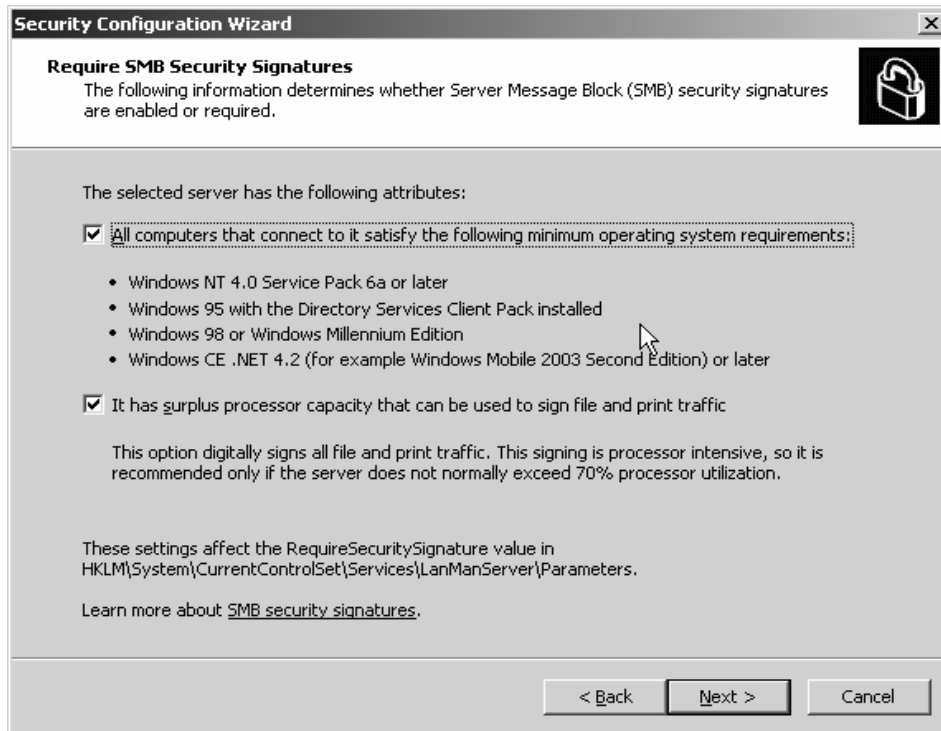 Security Configuration Wizard
Require SMB Security Signatures
The following information determines whether Server Message Block (SMB) security signatures
are enabled or required.
The selected server has the following attributes:
All computers that connect to it satisfy the following minimum operating system requirements:
• Windows NT 4.0 Service Pack 6a or later
• Windows 95 with the Directory Services Client Pack installed
• Windows 98 or Windows Millennium Edition
• Windows CE .NET 4.2 (for example Windows Mobile 2003 Second Edition) or later
It has surplus processor capacity that can be used to sign file and print traffic
This option digitally signs all file and print traffic. This signing is processor intensive, so it is
recommended only if the server does not normally exceed 70% processor utilization.
These settings affect the RequireSecuritySignature value in
HKLM\System\CurrentControlSet\Services\LanManServer\Parameters.
Learn more about SMB security signatures.
< Back Next > Cancel